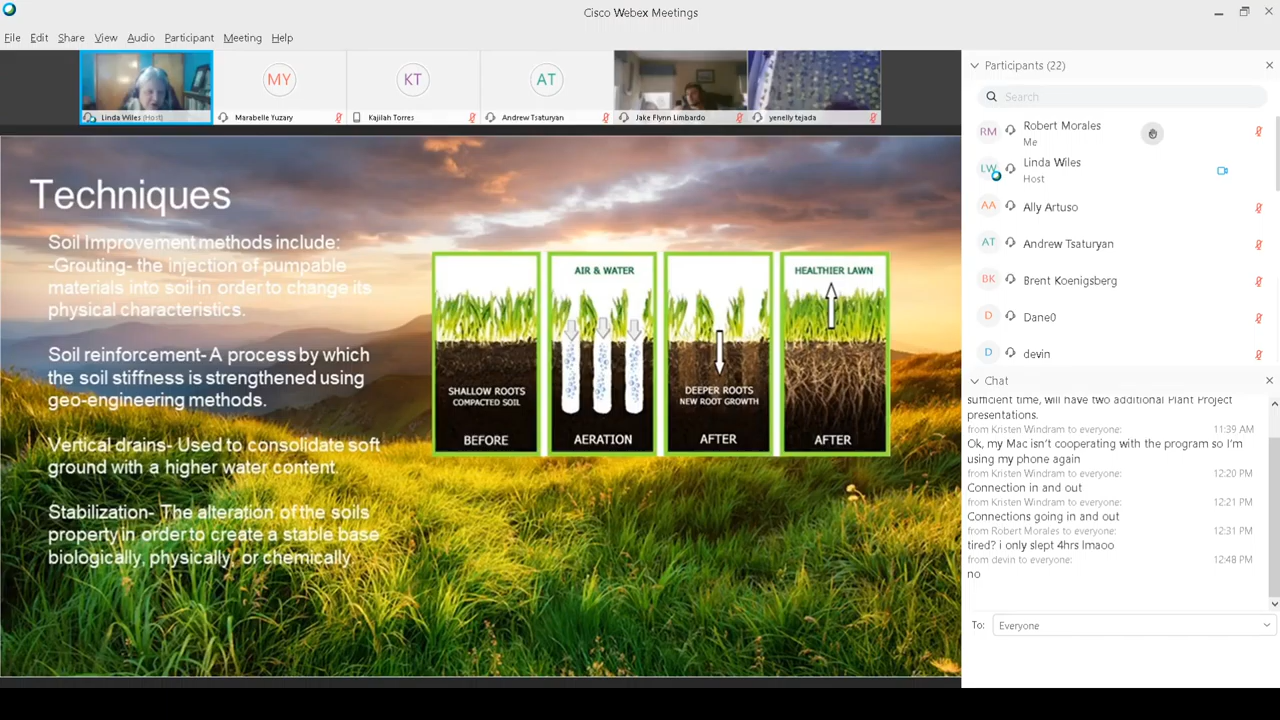 Cisco Webex Meetings
File Edit Share View Audio Participant Meeting Help
Linda Wiles (Host)
MY
Marabelle Yuzary
KT
Kajilah Torres
AT
Andrew Tsaturyan
Jake Flynn Limbardo
yenelly tejada
Techniques
Soil Improvement methods include:
-Grouting- the injection of pumpable
materials into soil in order to change its
physical characteristics.
Soil reinforcement- A process by which
the soil stiffness is strengthened using
geo-engineering methods.
Vertical drains- Used to consolidate soft
ground with a higher water content.
Stabilization- The alteration of the soils
property in order to create a stable base
biologically, physically, or chemically.
SHALLOW ROOTS
COMPACTED SOIL
BEFORE
AIR & WATER
AERATION
DEEPER ROOTS
NEW ROOT GROWTH
AFTER
HEALTHIER LAWN
AFTER
Participants (22)
Search
RM Robert Morales
Me
LW Linda Wiles
Host
AA Ally Artuso
AT Andrew Tsaturyan
BK Brent Koenigsberg
D Dane0
D devin
Chat
sufficient time, will have two additional Plant Project
presentations.
from Kristen Windram to everyone: 11:39 AM
Ok, my Mac isn't cooperating with the program so I'm
using my phone again
from Kristen Windram to everyone: 12:20 PM
Connection in and out
from Kristen Windram to everyone: 12:21 PM
Connections going in and out
from Robert Morales to everyone: 12:31 PM
tired? i only slept 4hrs lmaoo
from devin to everyone: 12:48 PM
no
To: Everyone